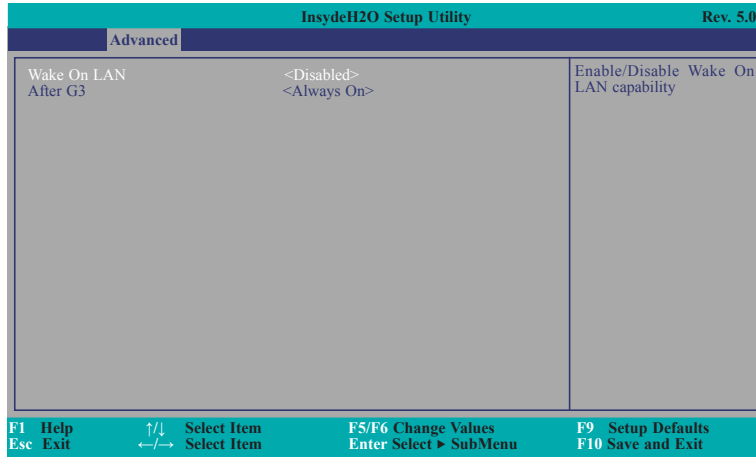 InsydeH2O Setup Utility Rev. 5.0
Advanced
Wake On LAN <Disabled>
After G3 <Always On>
Enable/Disable Wake On
LAN capability
F1 Help ↑/↓ Select Item F5/F6 Change Values F9 Setup Defaults
Esc Exit ←/→ Select Item Enter Select ► SubMenu F10 Save and Exit